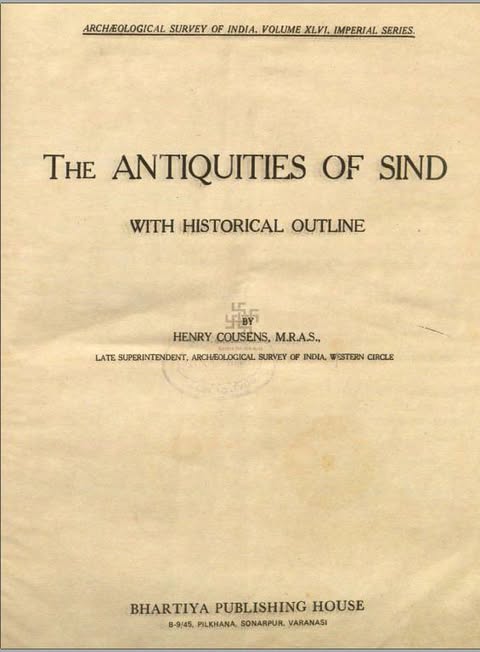 ARCHÆOLOGICAL SURVEY OF INDIA, VOLUME XLVI, IMPERIAL SERIES.
THE ANTIQUITIES OF SIND
WITH HISTORICAL OUTLINE
BY
HENRY COUSENS, M.R.A.S.,
LATE SUPERINTENDENT, ARCHÆOLOGICAL SURVEY OF INDIA, WESTERN CIRCLE
BHARTIYA PUBLISHING HOUSE
B-9/45, PILKHANA, SONARPUR, VARANASI